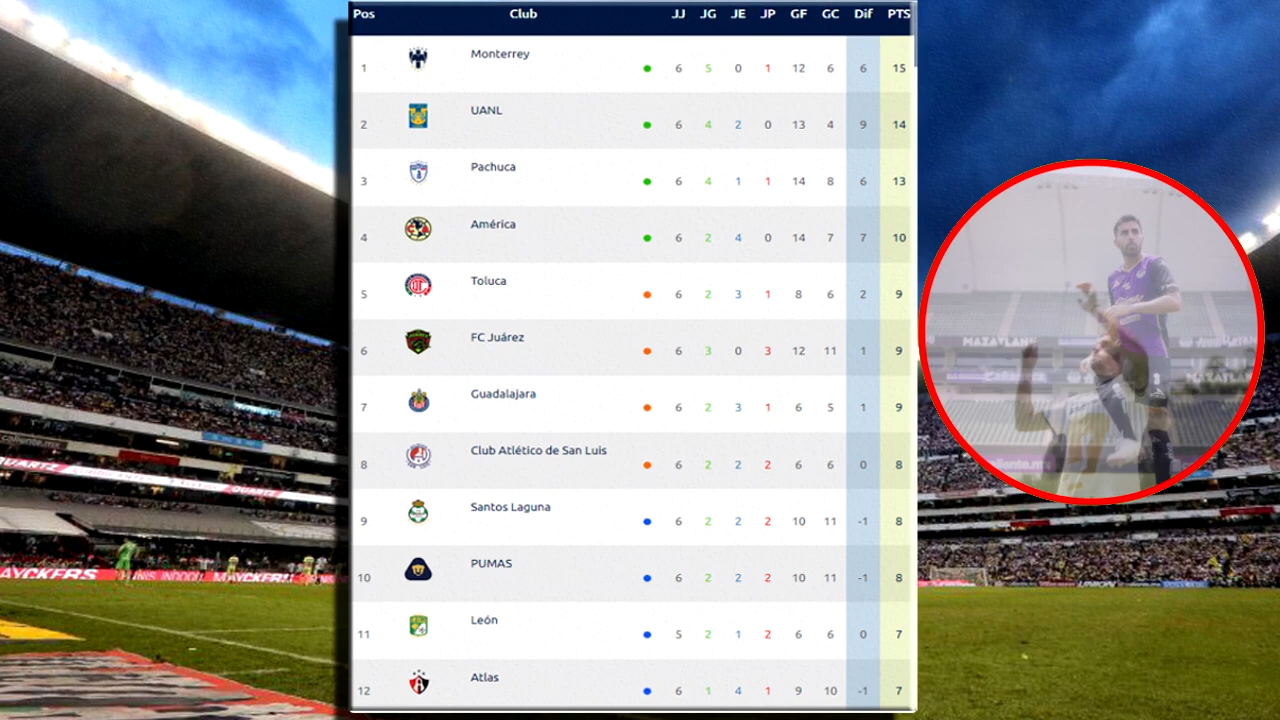 Pos Club JJ JG JE JP GF GC Dif PTS
1 Monterrey 6 5 0 1 12 6 6 15
2 UANL 6 4 2 0 13 4 9 14
3 Pachuca 6 4 1 1 14 8 6 13
4 América 6 2 4 0 14 7 7 10
5 Toluca 6 2 3 1 8 6 2 9
6 FC Juárez 6 3 0 3 12 11 1 9
7 Guadalajara 6 2 3 1 6 5 1 9
8 Club Atlético de San Luis 6 2 2 2 6 6 0 8
9 Santos Laguna 6 2 2 2 10 11 -1 8
10 PUMAS 6 2 2 2 10 11 -1 8
11 León 5 2 1 2 6 6 0 7
12 Atlas 6 1 4 1 9 10 -1 7
MAZATLAN
caliente.mx
QUARTZ
AYCKERS
MAYCKERS